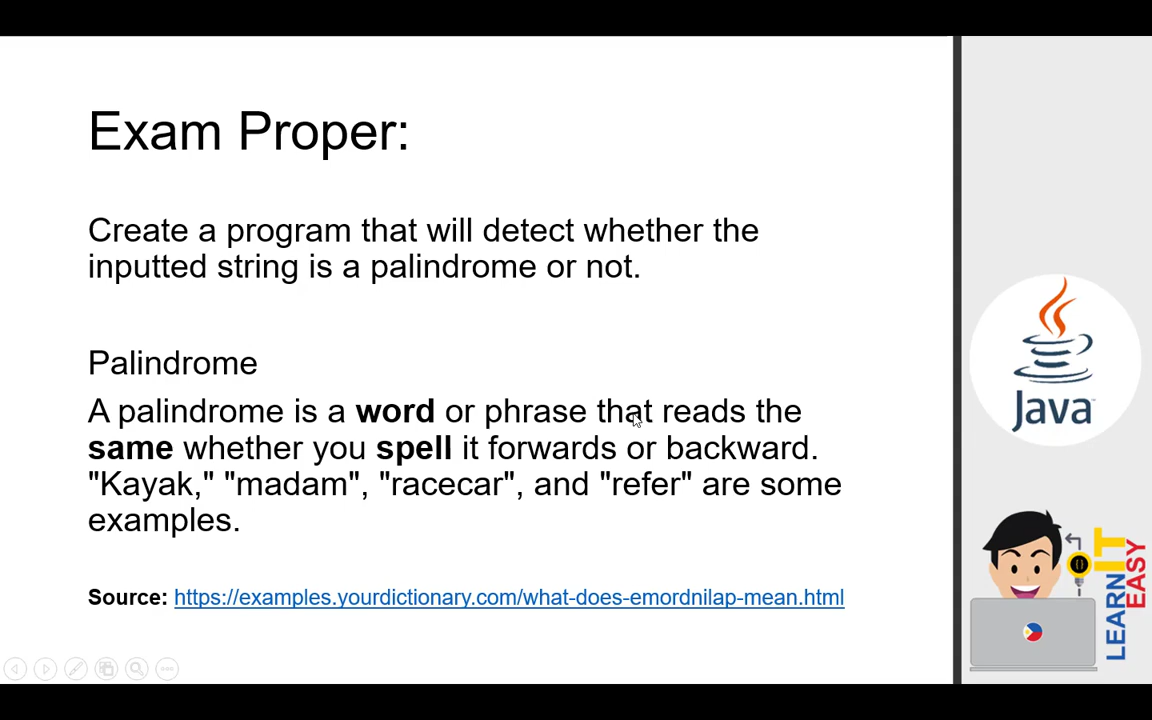 Exam Proper:
Create a program that will detect whether the
inputted string is a palindrome or not.
Palindrome
A palindrome is a word or phrase that reads the
same whether you spell it forwards or backward.
"Kayak," "madam", "racecar", and "refer" are some
examples.
Source: https://examples.yourdictionary.com/what-does-emordnilap-mean.html
Java™
LEARN IT
EASY